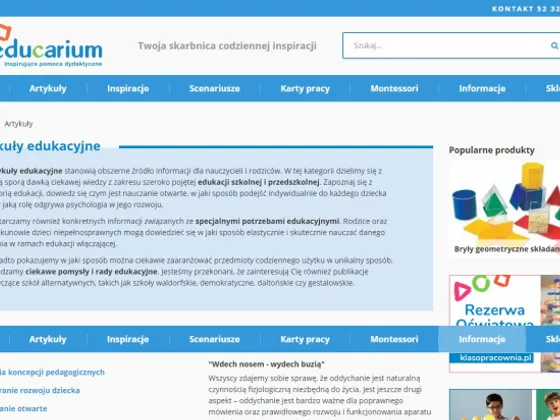 KONTAKT 52 32
educarium
inspirujące pomoce dydaktyczne
Twoja skarbnica codziennej inspiracji
Szukaj...
Artykuły Inspiracje Scenariusze Karty pracy Montessori Informacje Skl
Artykuły
kuły edukacyjne
ykuły edukacyjne stanowią obszerne źródło informacji dla nauczycieli i rodziców. W tej kategorii dzielimy się z
ą sporą dawką ciekawej wiedzy z zakresu szeroko pojętej edukacji szkolnej i przedszkolnej. Zapoznaj się z
orią edukacji, dowiedz się czym jest nauczanie otwarte, w jaki sposób podejść indywidualnie do każdego dziecka
jaką rolę odgrywa psychologia w jego rozwoju.
tarczamy również konkretnych informacji związanych ze specjalnymi potrzebami edukacyjnymi. Rodzice oraz
kunowie dzieci niepełnosprawnych mogą dowiedzieć się w jaki sposób elastycznie i skutecznie nauczać danego
nia w ramach edukacji włączającej.
adto pokazujemy w jaki sposób można ciekawie zaaranżować przedmioty codziennego użytku w unikalny sposób,
dzamy ciekawe pomysły i rady edukacyjne. Jesteśmy przekonani, że zainteresują Cię również publikacje
yczące szkół alternatywnych, takich jak szkoły waldorfskie, demokratyczne, daltońskie czy gestalowskie.
Popularne produkty
Bryły geometryczne składan
Rezerwa
Oświatowa
Artykuły Inspiracje Scenariusze Karty pracy Montessori Informacje Skl
klasopracownia.pl
ia koncepcji pedagogicznych
ranie rozwoju dziecka
anie otwarte
"Wdech nosem - wydech buzią"
Wszyscy zdajemy sobie sprawę, że oddychanie jest naturalną
czynnością fizjologiczną niezbędną do życia. Jest jeszcze drugi
aspekt – oddychanie jest bardzo ważne dla poprawnego
mówienia oraz prawidłowego rozwoju i funkcjonowania aparatu